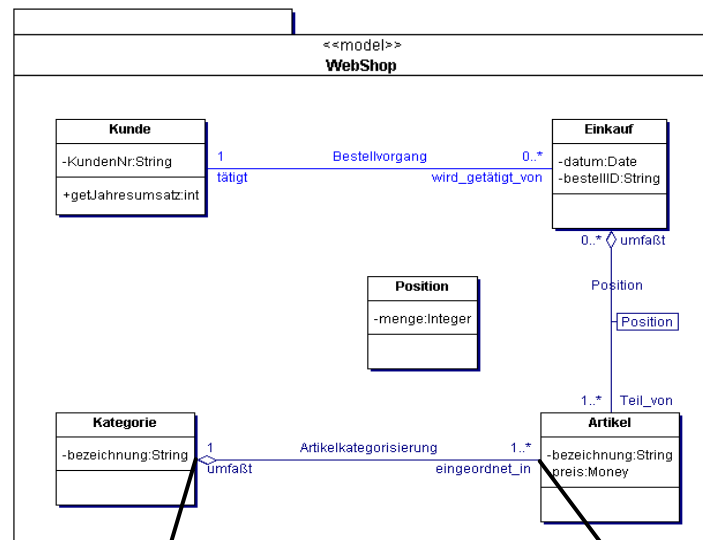 <<model>>
WebShop
Kunde
-KundenNr:String
+getJahresumsatz:int
1
Bestellvorgang
0..*
tätigt
wird_getätigt_von
Einkauf
-datum:Date
-bestellID:String
0..*
umfaßt
Position
Position
-menge:Integer
Position
1..*
Teil_von
Kategorie
-bezeichnung:String
1
Artikelkategorisierung
1..*
umfaßt
eingeordnet_in
Artikel
-bezeichnung:String
-preis:Money